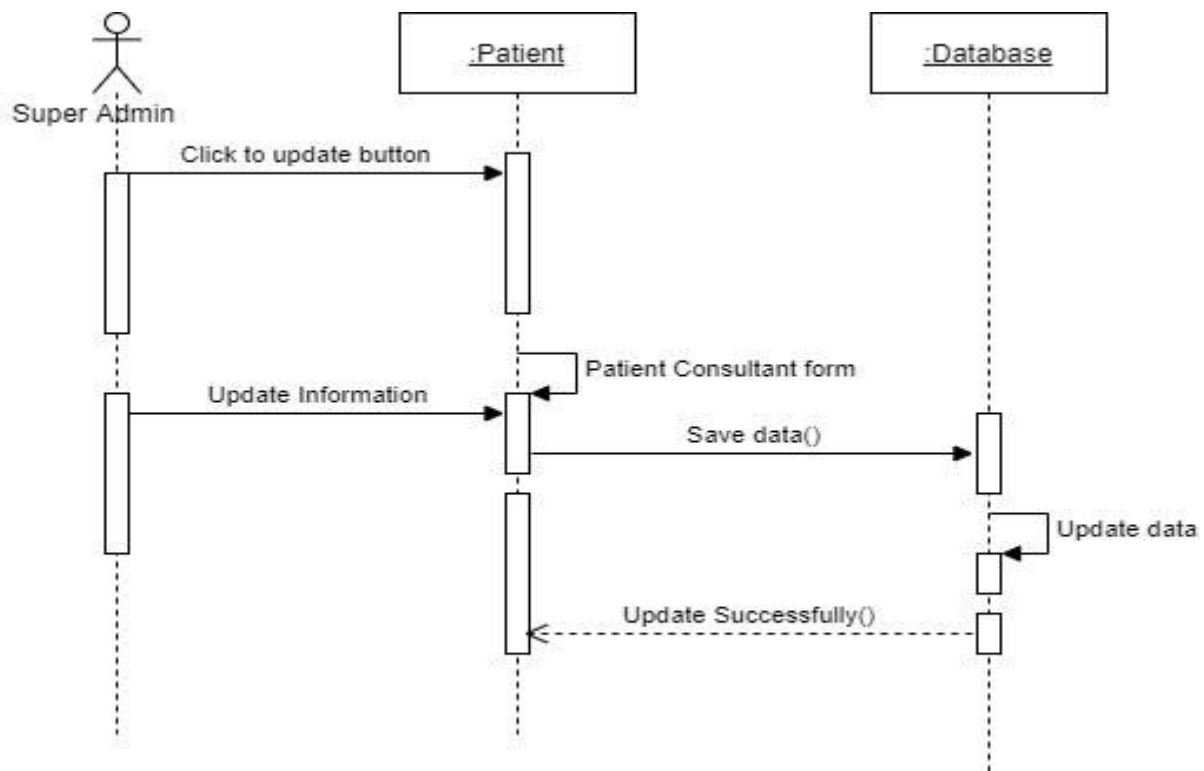 :Patient
:Database
Super Admin
Click to update button
Patient Consultant form
Update Information
Save data()
Update data
Update Successfully()